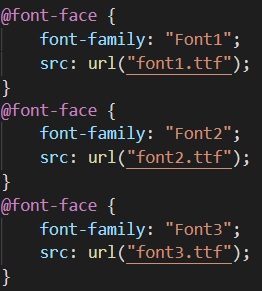 @font-face {
    font-family: "Font1";
    src: url("font1.ttf");
}
@font-face {
    font-family: "Font2";
    src: url("font2.ttf");
}
@font-face {
    font-family: "Font3";
    src: url("font3.ttf");
}